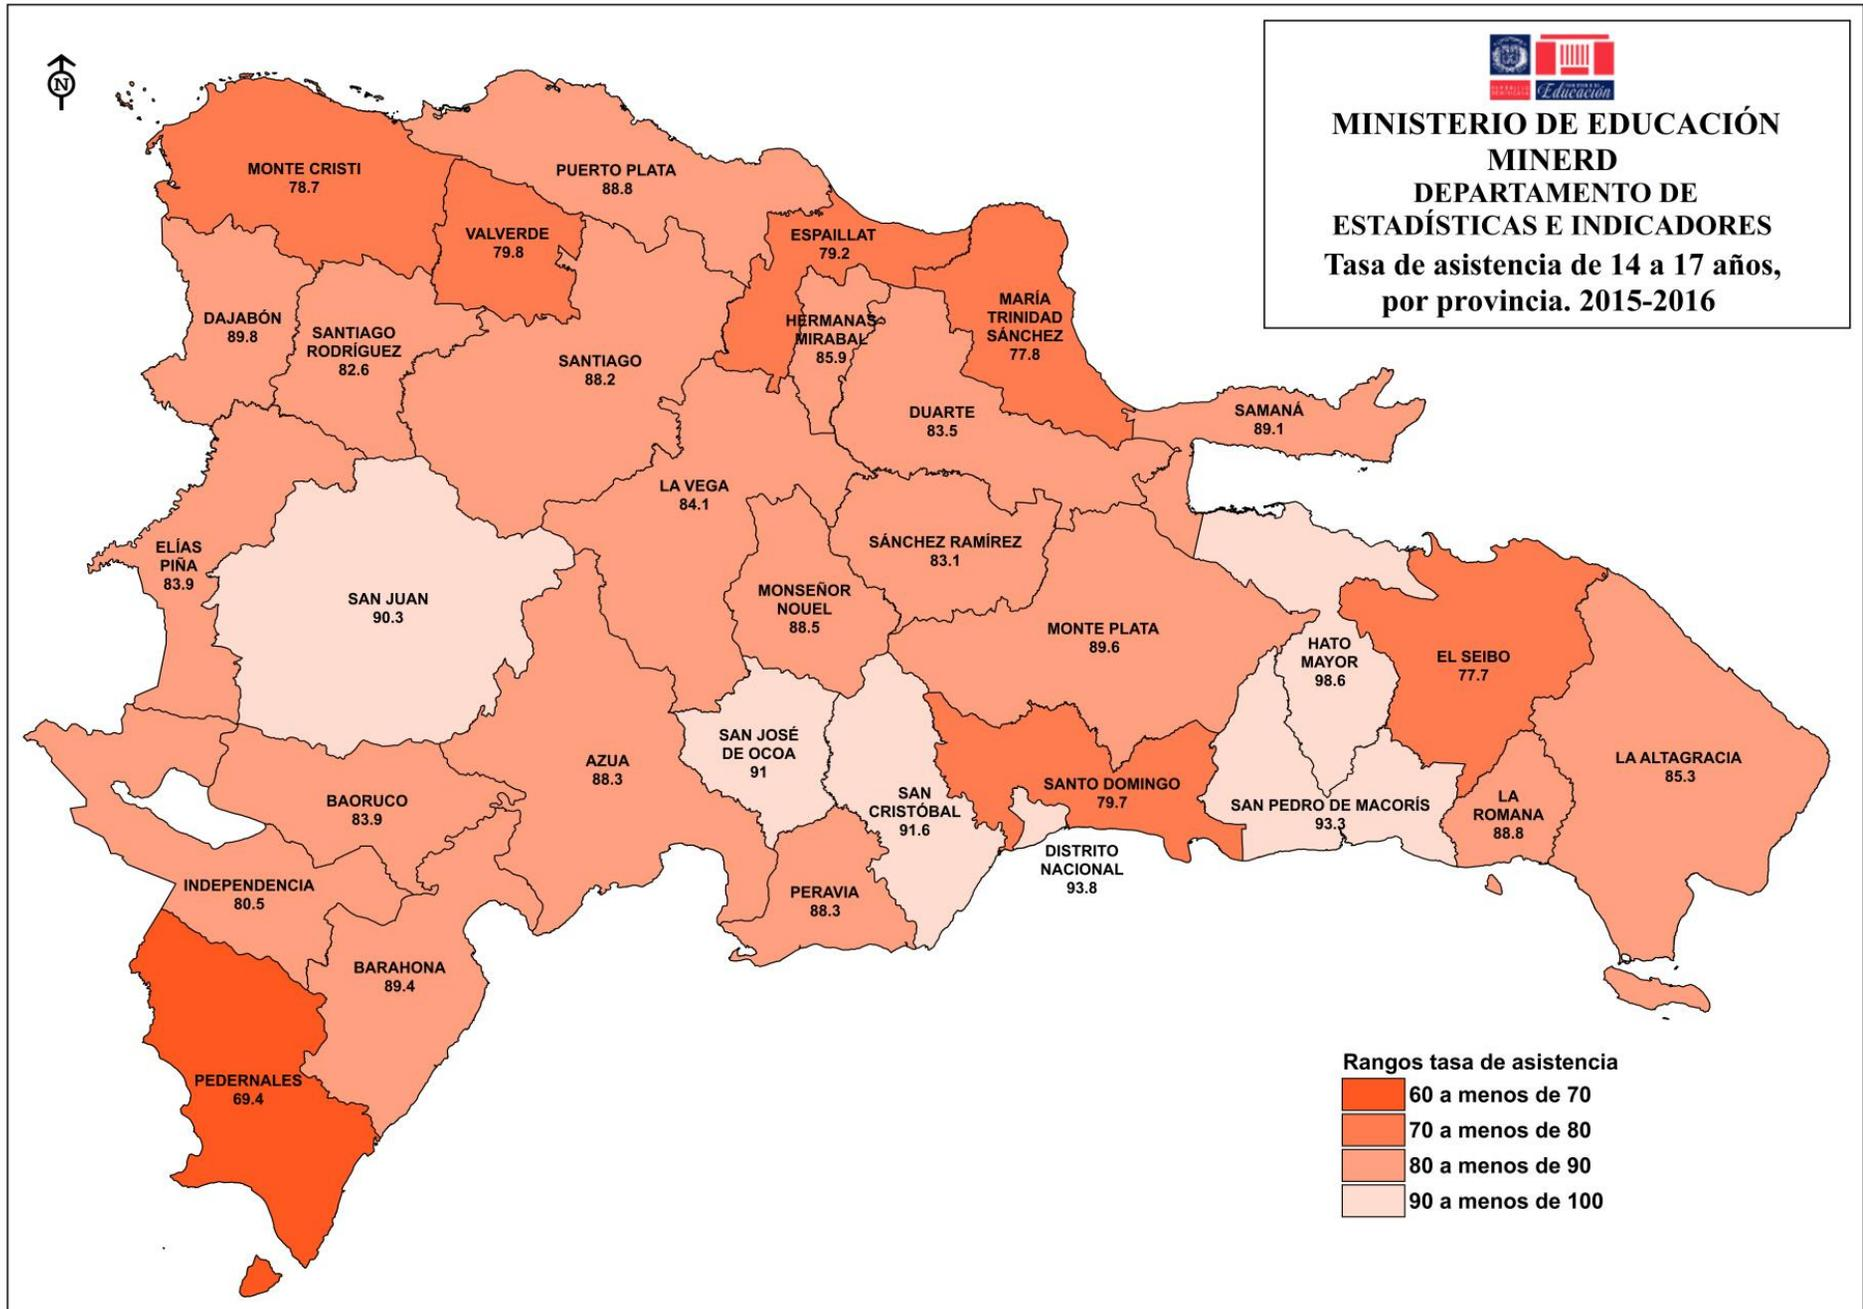 N
Educación
MINISTERIO DE EDUCACIÓN
MINERD
DEPARTAMENTO DE
ESTADÍSTICAS E INDICADORES
Tasa de asistencia de 14 a 17 años,
por provincia. 2015-2016
MONTE CRISTI
78.7
PUERTO PLATA
88.8
VALVERDE
79.8
ESPAILLAT
79.2
DAJABÓN
89.8
SANTIAGO
RODRÍGUEZ
82.6
SANTIAGO
88.2
HERMANAS
MIRABAL
85.9
MARÍA
TRINIDAD
SÁNCHEZ
77.8
DUARTE
83.5
SAMANÁ
89.1
LA VEGA
84.1
ELÍAS
PIÑA
83.9
SAN JUAN
90.3
SÁNCHEZ RAMÍREZ
83.1
MONSEÑOR
NOUEL
88.5
MONTE PLATA
89.6
HATO
MAYOR
98.6
EL SEIBO
77.7
LA ALTAGRACIA
85.3
AZUA
88.3
SAN JOSÉ
DE OCOA
91
SAN
CRISTÓBAL
91.6
SANTO DOMINGO
79.7
SAN PEDRO DE MACORÍS
93.3
LA
ROMANA
88.8
BAORUCO
83.9
DISTRITO
NACIONAL
93.8
INDEPENDENCIA
80.5
PERAVIA
88.3
BARAHONA
89.4
PEDERNALES
69.4
Rangos tasa de asistencia
60 a menos de 70
70 a menos de 80
80 a menos de 90
90 a menos de 100